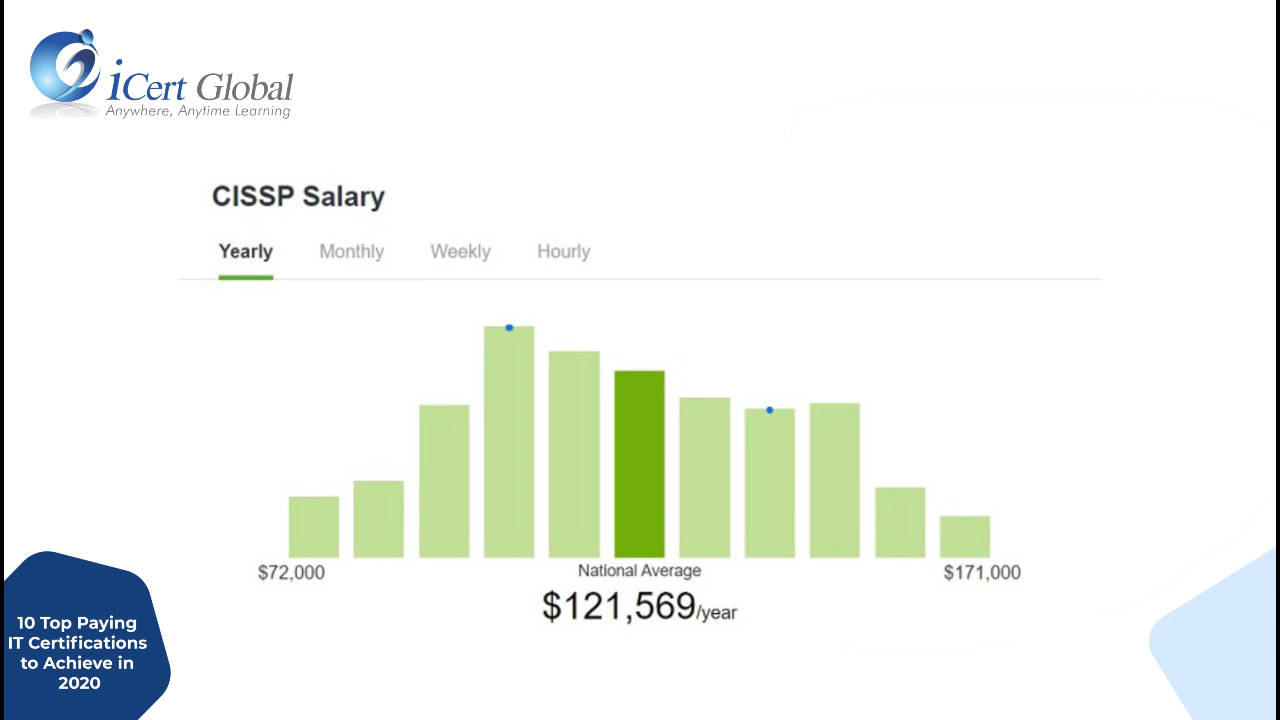 iCert Global
Anywhere, Anytime Learning
CISSP Salary
Yearly Monthly Weekly Hourly
$72,000 National Average $171,000
$121,569/year
10 Top Paying
IT Certifications
to Achieve in
2020